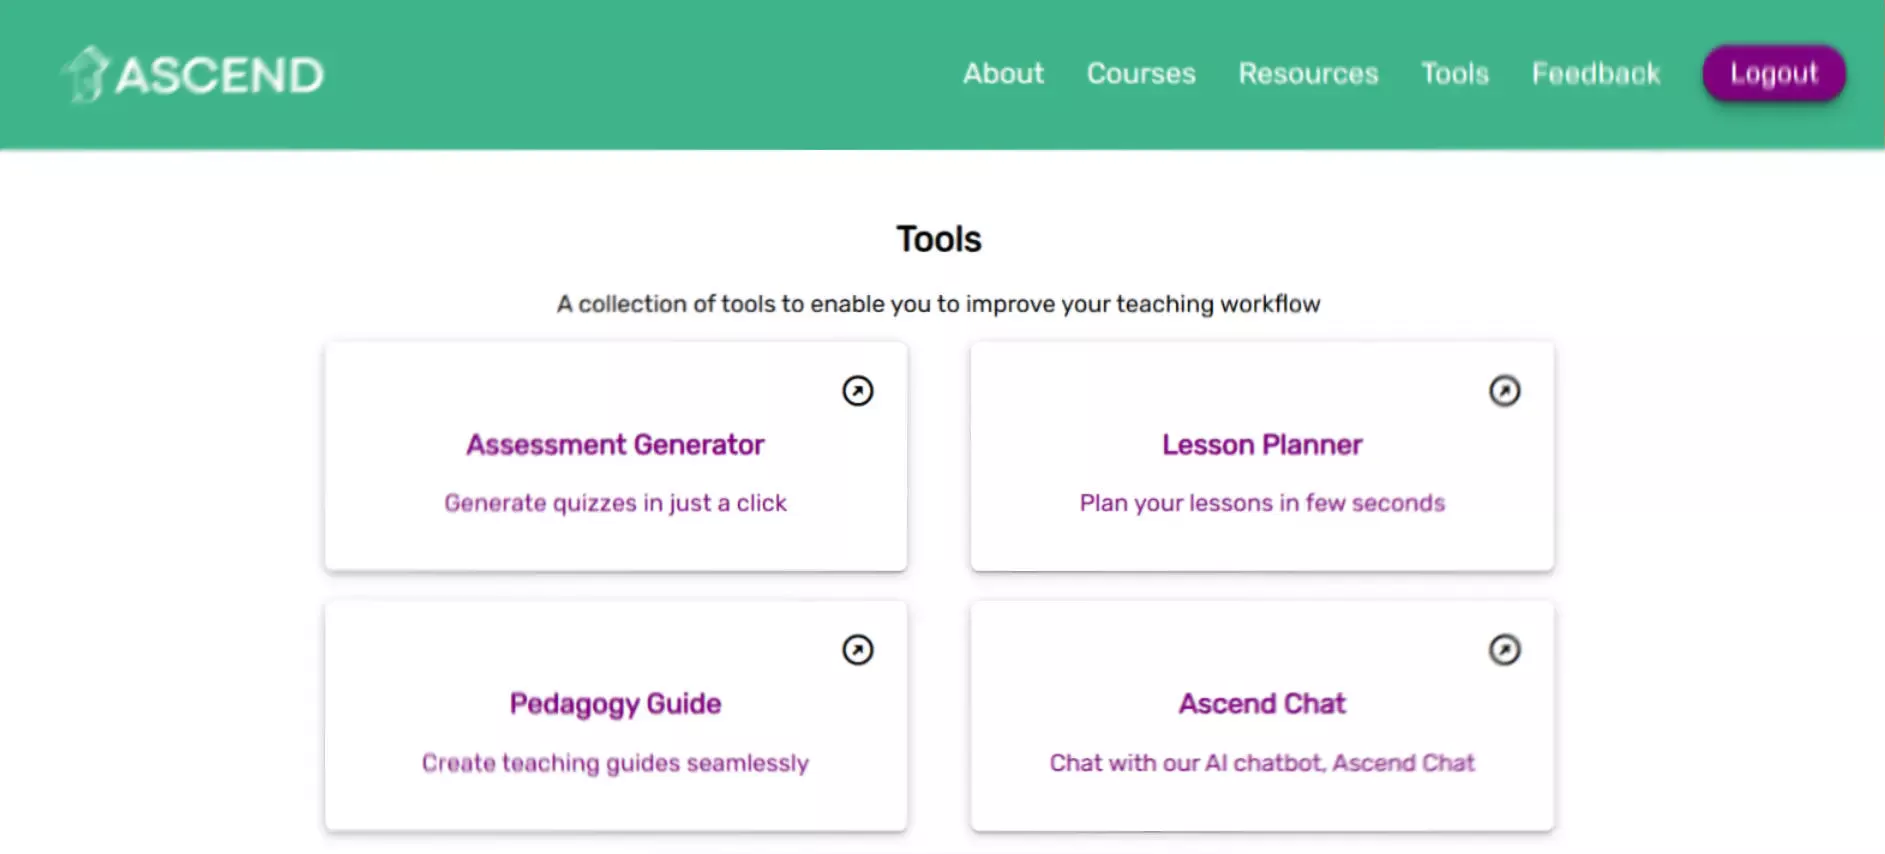 ASCEND
About Courses Resources Tools Feedback Logout
Tools
A collection of tools to enable you to improve your teaching workflow
Assessment Generator
Generate quizzes in just a click
Lesson Planner
Plan your lessons in few seconds
Pedagogy Guide
Create teaching guides seamlessly
Ascend Chat
Chat with our AI chatbot, Ascend Chat